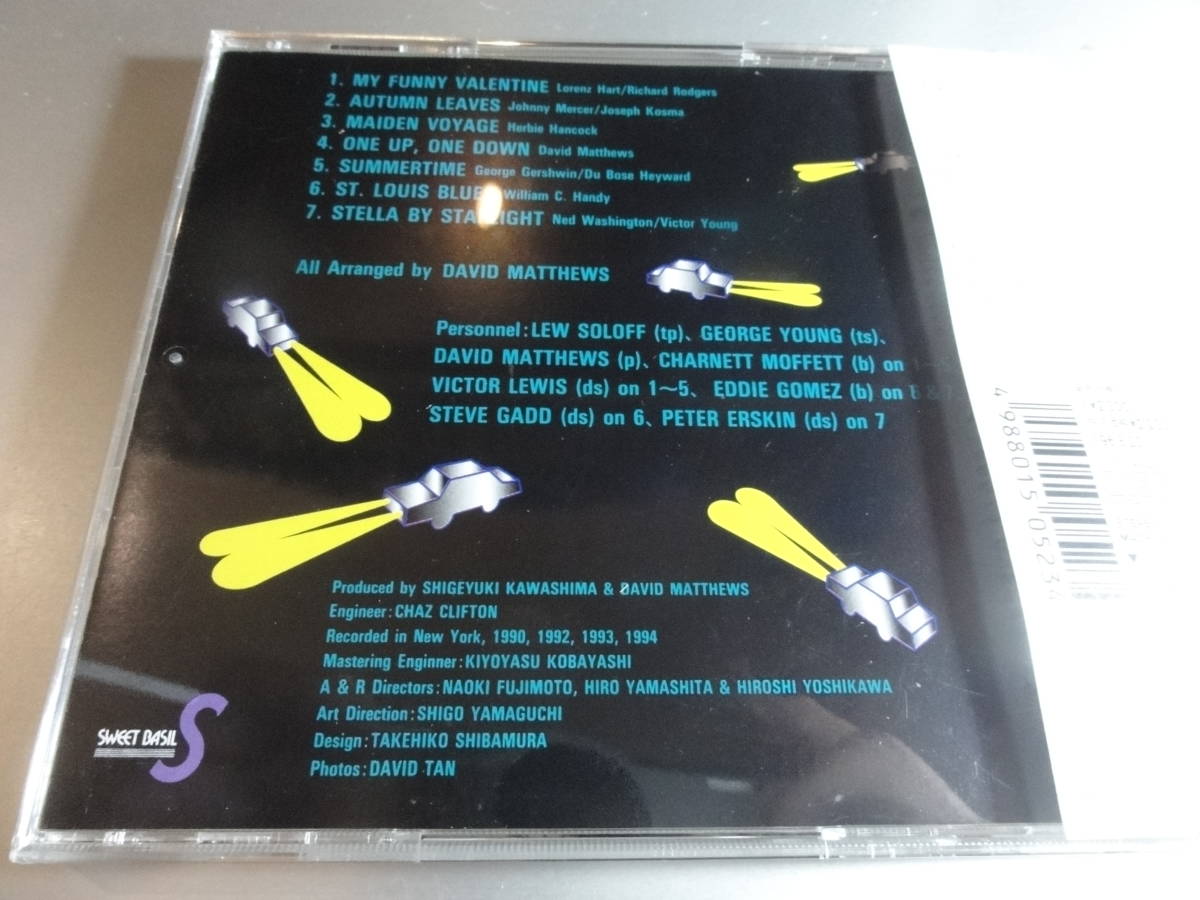 1. MY FUNNY VALENTINE Lorenz Hart/Richard Rodgers
2. AUTUMN LEAVES Johnny Mercer/Joseph Kosma
3. MAIDEN VOYAGE Herbie Hancock
4. ONE UP, ONE DOWN David Matthews
5. SUMMERTIME George Gershwin/Du Bose Heyward
6. ST. LOUIS William C. Handy
7. STELLA BY Ned Washington/Victor Young
All Arranged by DAVID MATTHEWS
Personnel: LEW SOLOFF (tp)、GEORGE YOUNG (ts)、
DAVID MATTHEWS (p)、CHARNETT MOFFETT (b) on
VICTOR LEWIS (ds) on 1〜5、EDDIE GOMEZ (b) on
STEVE GADD (ds) on 6、PETER ERSKIN (ds) on 7
Produced by SHIGEYUKI KAWASHIMA & DAVID MATTHEWS
Engineer: CHAZ CLIFTON
Recorded in New York, 1990, 1992, 1993, 1994
Mastering Enginner: KIYOYASU KOBAYASHI
A & R Directors: NAOKI FUJIMOTO, HIRO YAMASHITA & HIROSHI YOSHIKAWA
Art Direction: SHIGO YAMAGUCHI
Design: TAKEHIKO SHIBAMURA
Photos: DAVID TAN
SWEET BASIL S
4 988015 05234